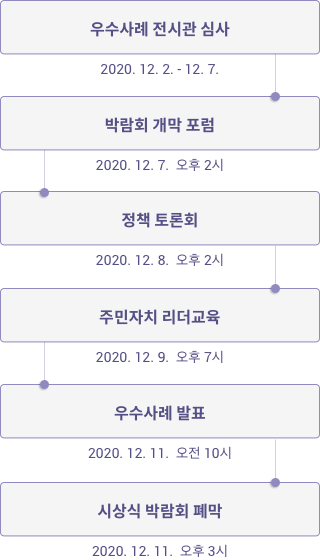 우수사례 전시관 심사
2020. 12. 2. - 12. 7.
박람회 개막 포럼
2020. 12. 7. 오후 2시
정책 토론회
2020. 12. 8. 오후 2시
주민자치 리더교육
2020. 12. 9. 오후 7시
우수사례 발표
2020. 12. 11. 오전 10시
시상식 박람회 폐막
2020. 12. 11. 오후 3시